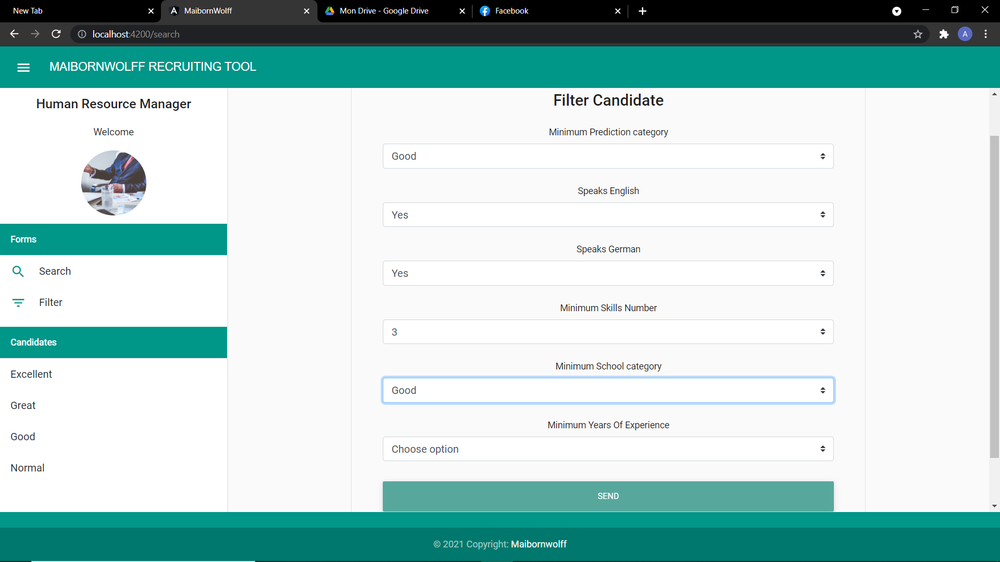 New Tab
MaibornWolff
Mon Drive - Google Drive
Facebook
localhost:4200/search
A
MAIBORNWOLFF RECRUITING TOOL
Human Resource Manager
Welcome
Forms
Search
Filter
Candidates
Excellent
Great
Good
Normal
Filter Candidate
Minimum Prediction category
Good
Speaks English
Yes
Speaks German
Yes
Minimum Skills Number
3
Minimum School category
Good
Minimum Years Of Experience
Choose option
SEND
© 2021 Copyright: Maibornwolff